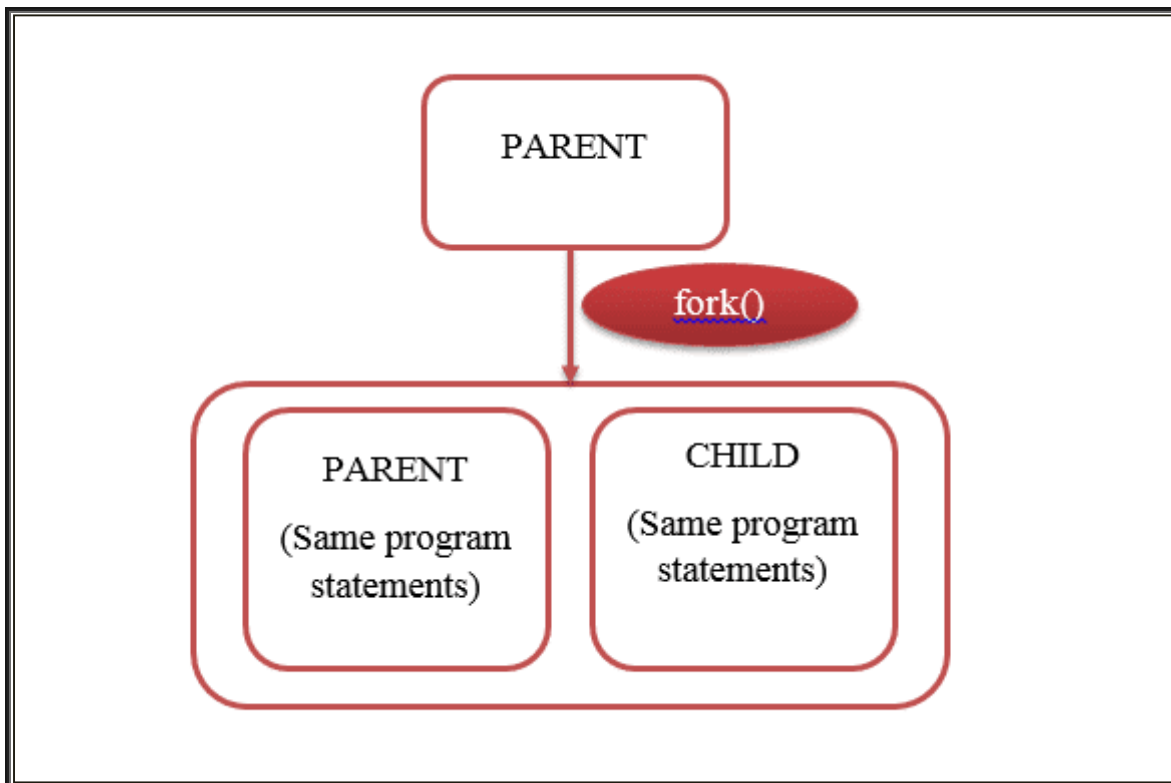 PARENT
fork()
PARENT
(Same program
statements)
CHILD
(Same program
statements)